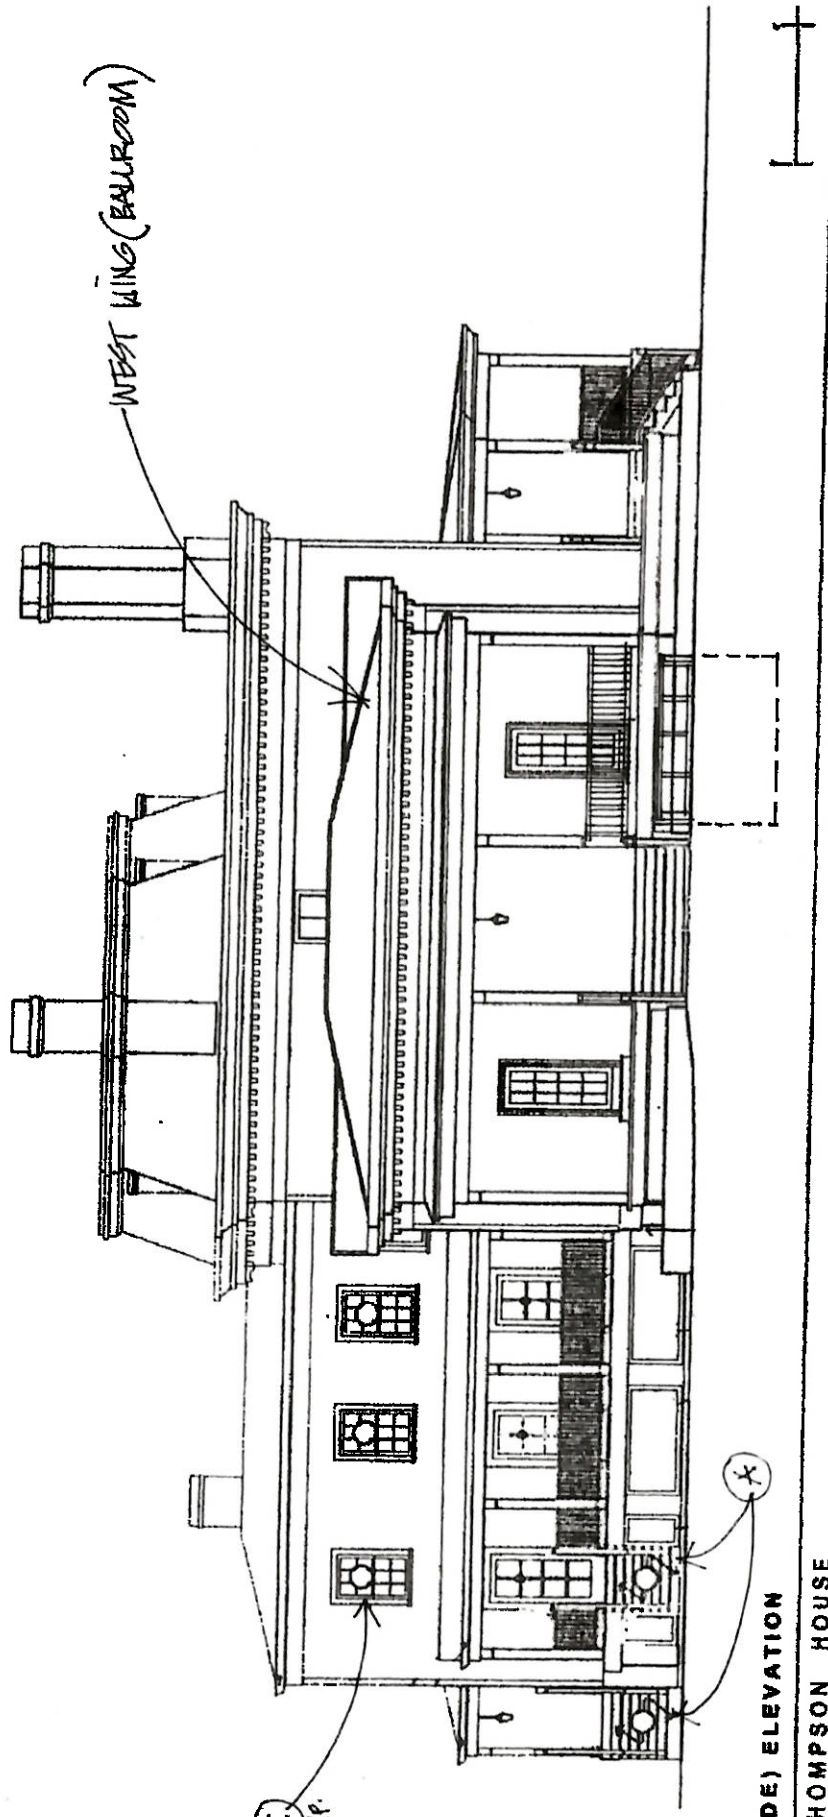 WEST WING (BALLROOM)
P.
*
DE) ELEVATION
HOMPSON HOUSE